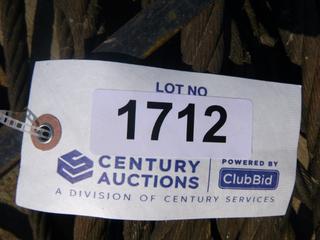 LOT NO
1712
CENTURY
AUCTIONS
POWERED BY
ClubBid
A DIVISION OF CENTURY SERVICES